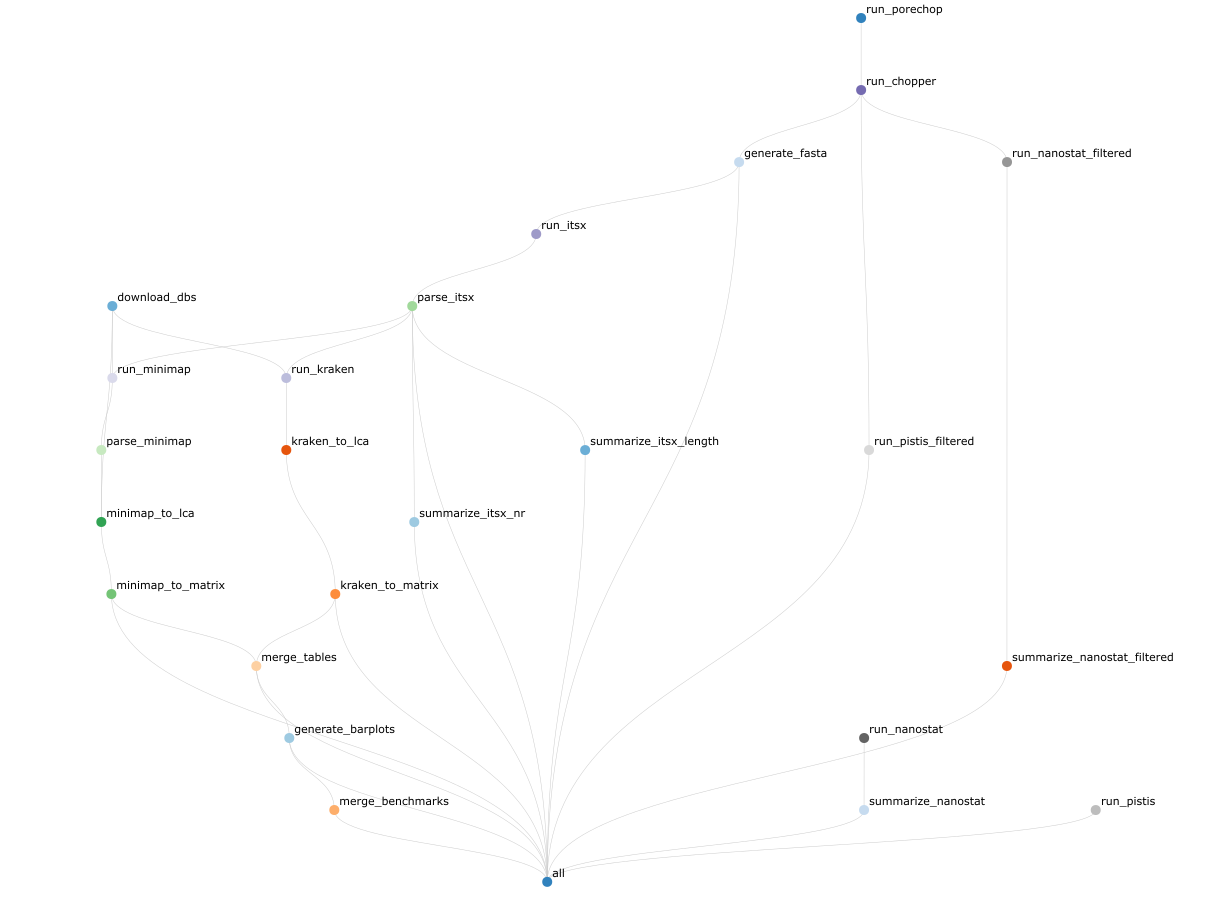 run_porechop
run_chopper
generate_fasta
run_nanostat_filtered
run_itsx
download_dbs
parse_itsx
run_minimap
run_kraken
parse_minimap
kraken_to_lca
summarize_itsx_length
run_pistis_filtered
minimap_to_lca
summarize_itsx_nr
minimap_to_matrix
kraken_to_matrix
merge_tables
summarize_nanostat_filtered
generate_barplots
run_nanostat
merge_benchmarks
summarize_nanostat
run_pistis
all